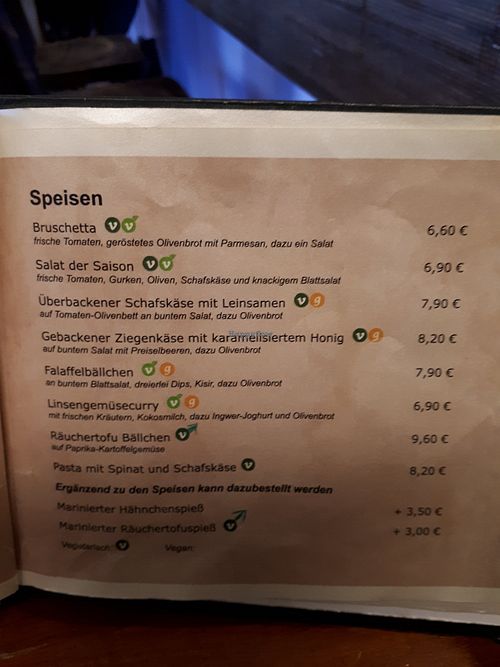 Speisen
Bruschetta V V 6,60 €
frische Tomaten, geröstetes Olivenbrot mit Parmesan, dazu ein Salat
Salat der Saison V V 6,90 €
frische Tomaten, Gurken, Oliven, Schafskäse und knackigem Blattsalat
Überbackener Schafskäse mit Leinsamen V g 7,90 €
auf Tomaten-Olivenbett an buntem Salat, dazu Olivenbrot
Gebackener Ziegenkäse mit karamelisiertem Honig V g 8,20 €
auf buntem Salat mit Preiselbeeren, dazu Olivenbrot
Falaffelbällchen V g 7,90 €
an buntem Blattsalat, dreierlei Dips, Kisir, dazu Olivenbrot
Linsengemüsecurry V g 6,90 €
mit frischen Kräutern, Kokosmilch, dazu Ingwer-Joghurt und Olivenbrot
Räuchertofu Bällchen V 9,60 €
auf Paprika-Kartoffelgemüse
Pasta mit Spinat und Schafskäse V 8,20 €
Ergänzend zu den Speisen kann dazubestellt werden
Marinierter Hähnchenspieß + 3,50 €
Marinierter Räuchertofuspieß V + 3,00 €
Vegetarisch: V Vegan: